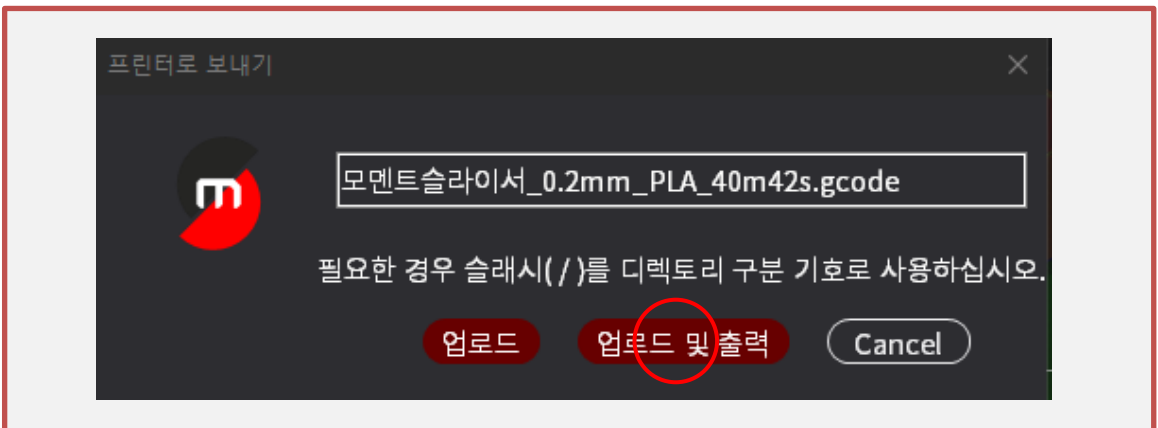 프린터로 보내기
m
모멘트슬라이서_0.2mm_PLA_40m42s.gcode
필요한 경우 슬래시( / )를 디렉토리 구분 기호로 사용하십시오.
업로드 업로드 및 출력 Cancel